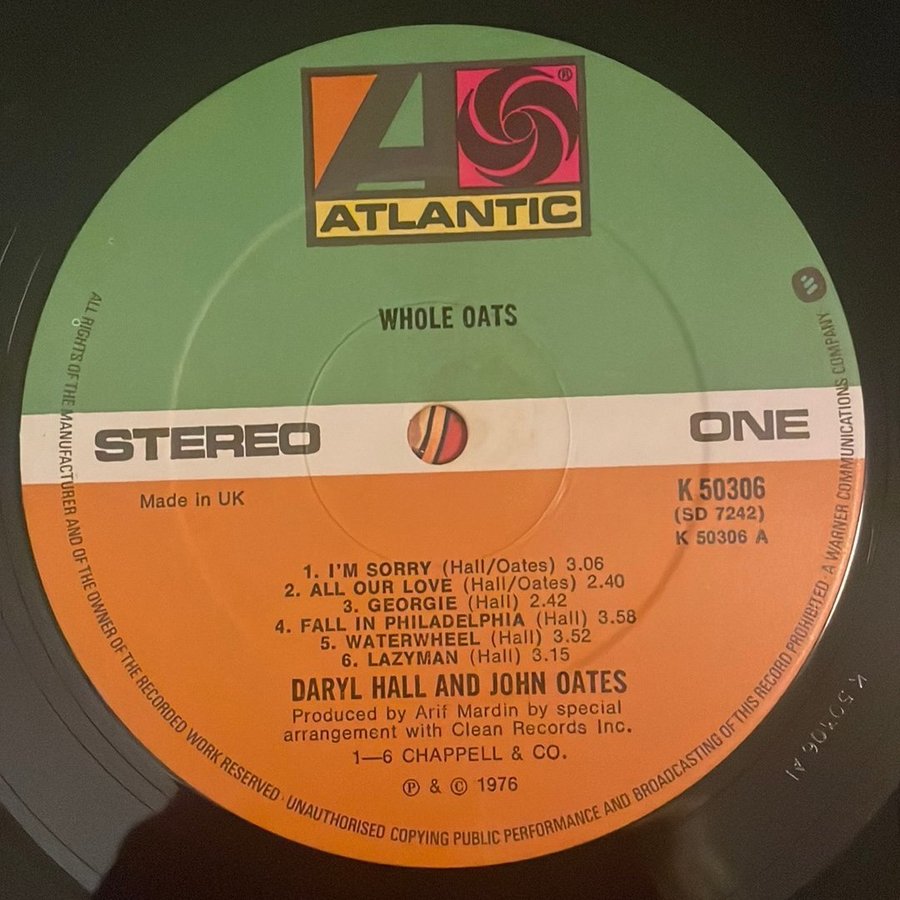 ®
ATLANTIC
WHOLE OATS
STEREO
ONE
Made in UK
K 50306
(SD 7242)
K 50306 A
1. I'M SORRY (Hall/Oates) 3.06
2. ALL OUR LOVE (Hall/Oates) 2.40
3. GEORGIE (Hall) 2.42
4. FALL IN PHILADELPHIA (Hall) 3.58
5. WATERWHEEL (Hall) 3.52
6. LAZYMAN (Hall) 3.15
DARYL HALL AND JOHN OATES
Produced by Arif Mardin by special
arrangement with Clean Records Inc.
1—6 CHAPPELL & CO.
℗ & © 1976
ALL RIGHTS OF THE MANUFACTURER AND OF THE OWNER OF THE RECORDED WORK RESERVED · UNAUTHORISED COPYING PUBLIC PERFORMANCE AND BROADCASTING OF THIS RECORD PROHIBITED · A WARNER COMMUNICATIONS COMPANY